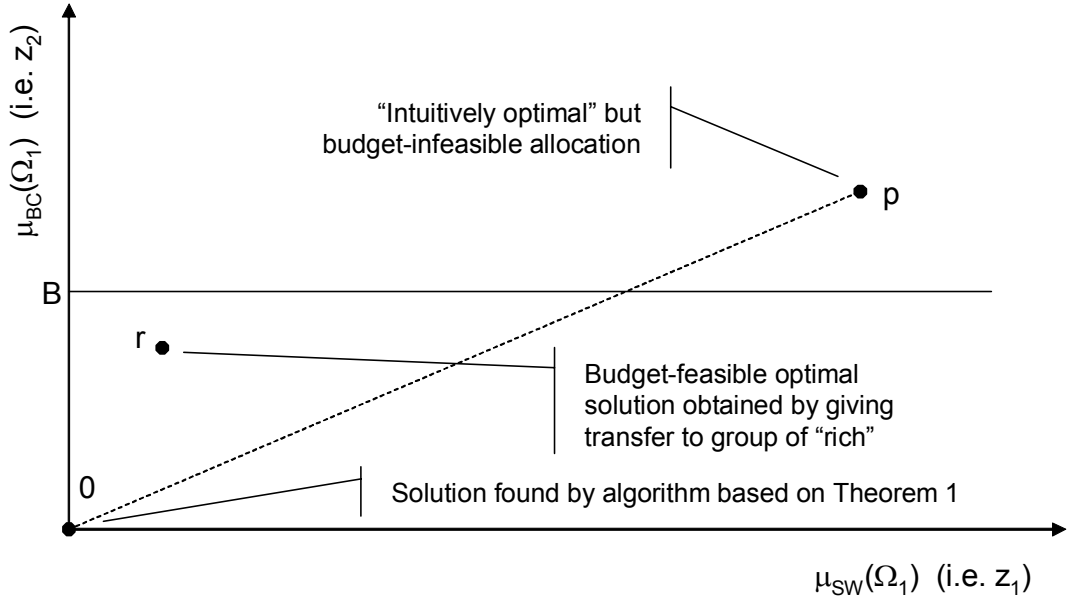 μBC(Ω1) (i.e. z2)
“Intuitively optimal” but
budget-infeasible allocation
p
B
r
Budget-feasible optimal
solution obtained by giving
transfer to group of “rich”
0
Solution found by algorithm based on Theorem 1
μSW(Ω1) (i.e. z1)